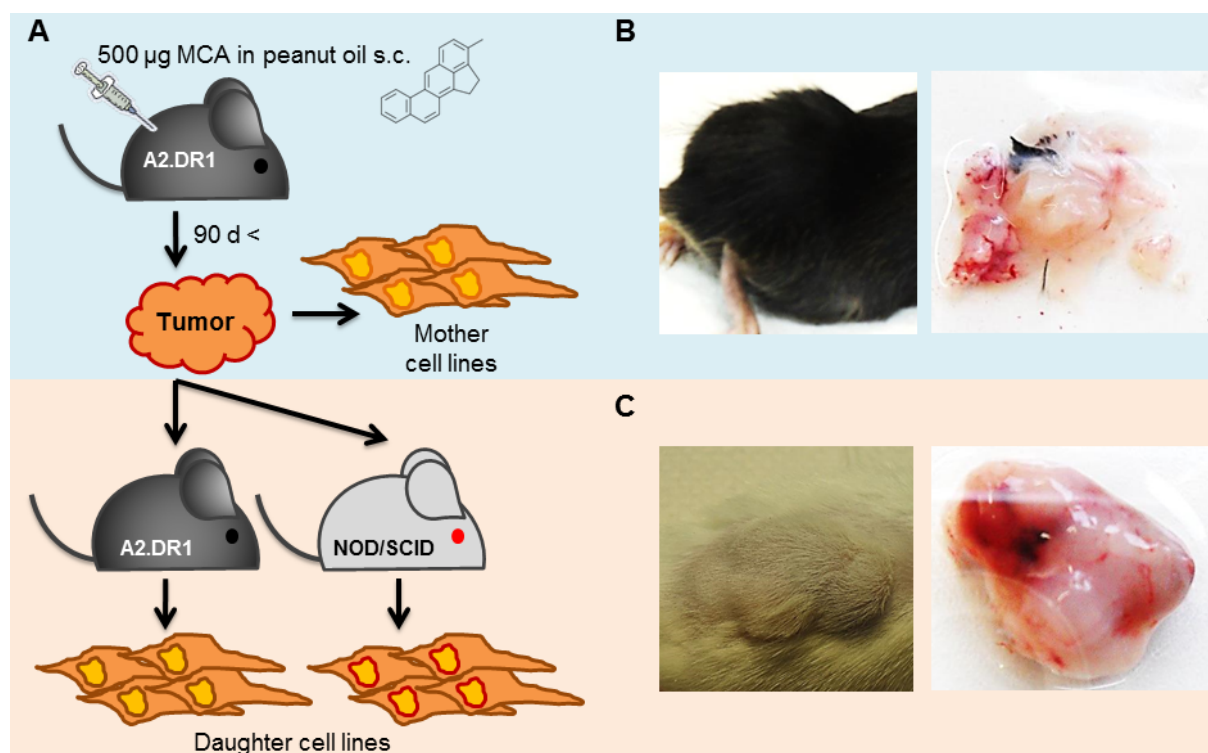 A
500 µg MCA in peanut oil s.c.
A2.DR1
90 d <
Tumor
Mother
cell lines
A2.DR1
NOD/SCID
Daughter cell lines
B
C